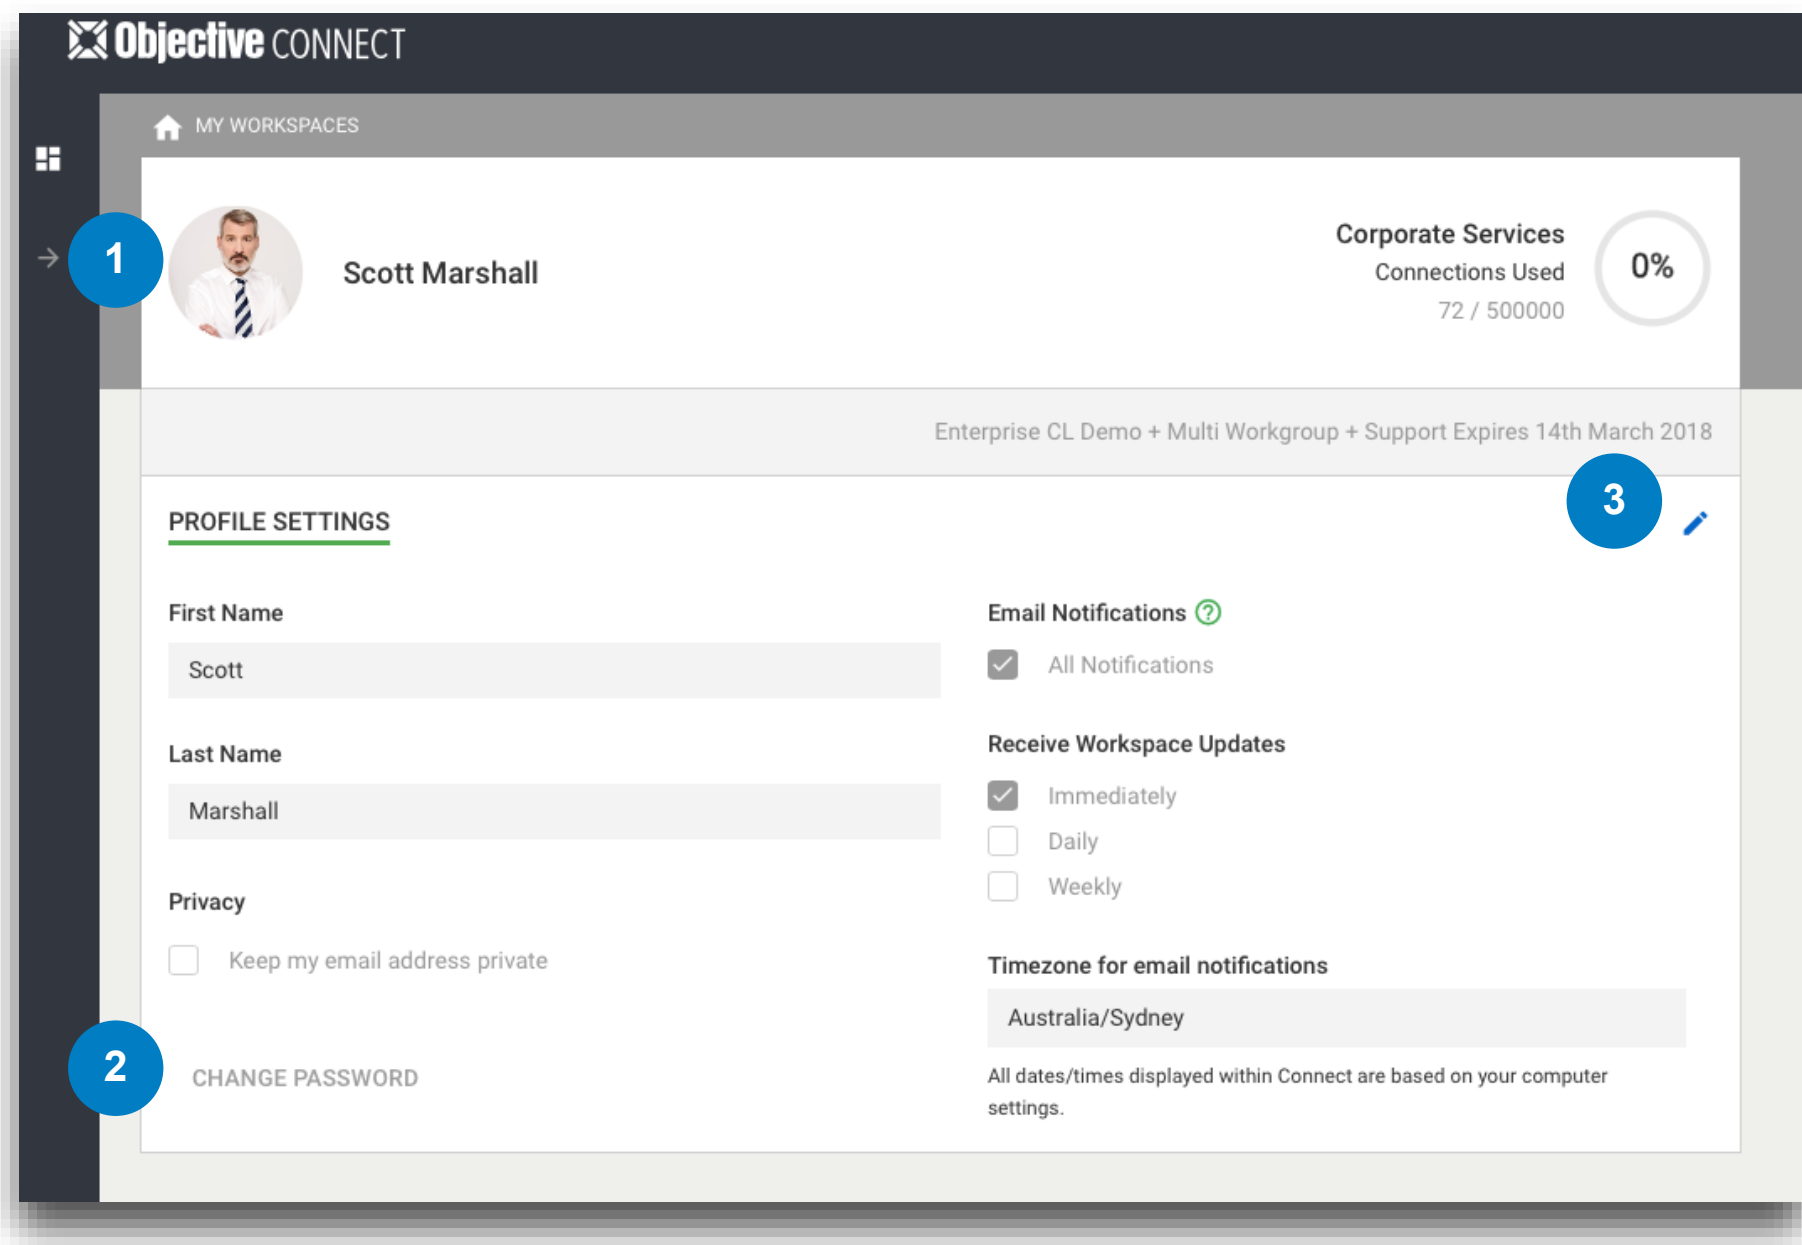 Objective CONNECT
MY WORKSPACES
1
Scott Marshall
Corporate Services
Connections Used
72 / 500000
0%
Enterprise CL Demo + Multi Workgroup + Support Expires 14th March 2018
3
PROFILE SETTINGS
First Name
Scott
Last Name
Marshall
Privacy
Keep my email address private
2
CHANGE PASSWORD
Email Notifications ?
All Notifications
Receive Workspace Updates
Immediately
Daily
Weekly
Timezone for email notifications
Australia/Sydney
All dates/times displayed within Connect are based on your computer
settings.